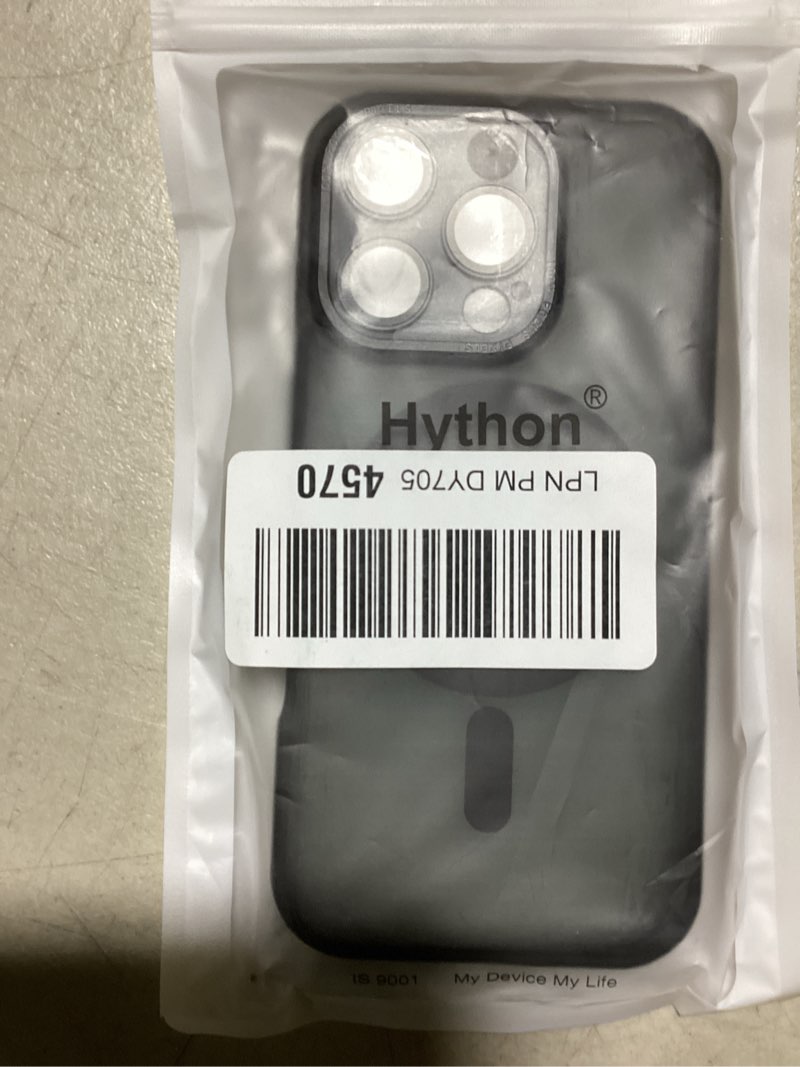 Hython®
LPN PM DY705 4570
IS 9001 My Device My Life